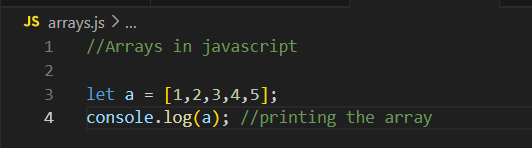 JS arrays.js > ...
1 //Arrays in javascript
2
3 let a = [1,2,3,4,5];
4 console.log(a); //printing the array